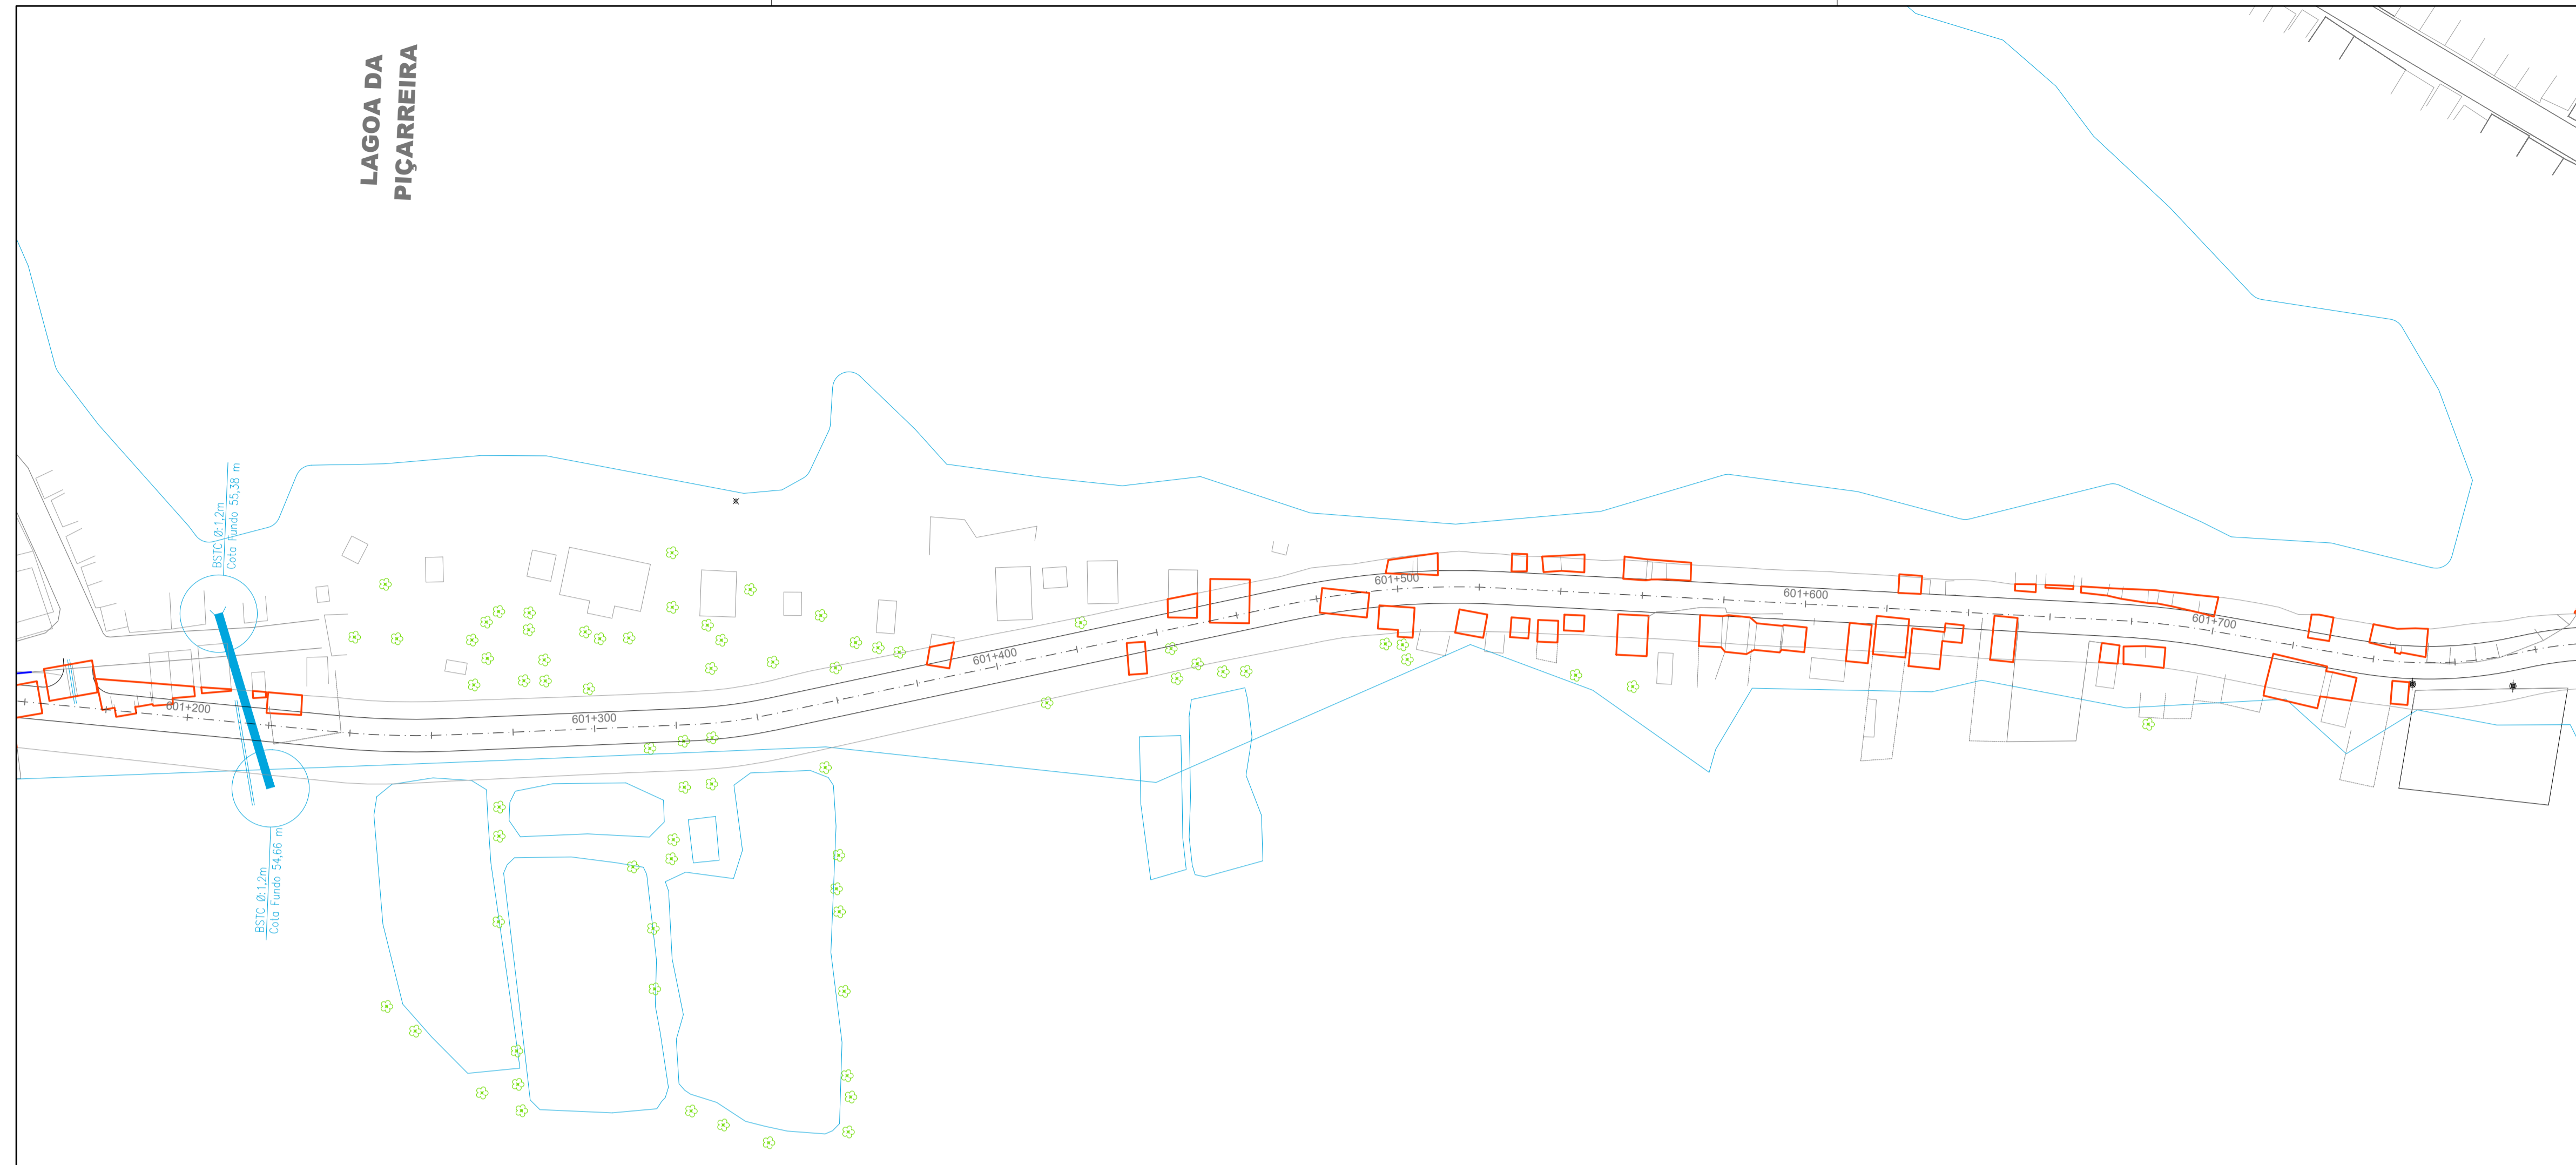 LAGOA DA
PIÇARREIRA
BSTC Ø:1,2m
Cota Fundo 55,38 m
601+200
601+300
601+400
601+500
601+600
601+700
BSTC Ø:1,2m
Cota Fundo 54,66 m